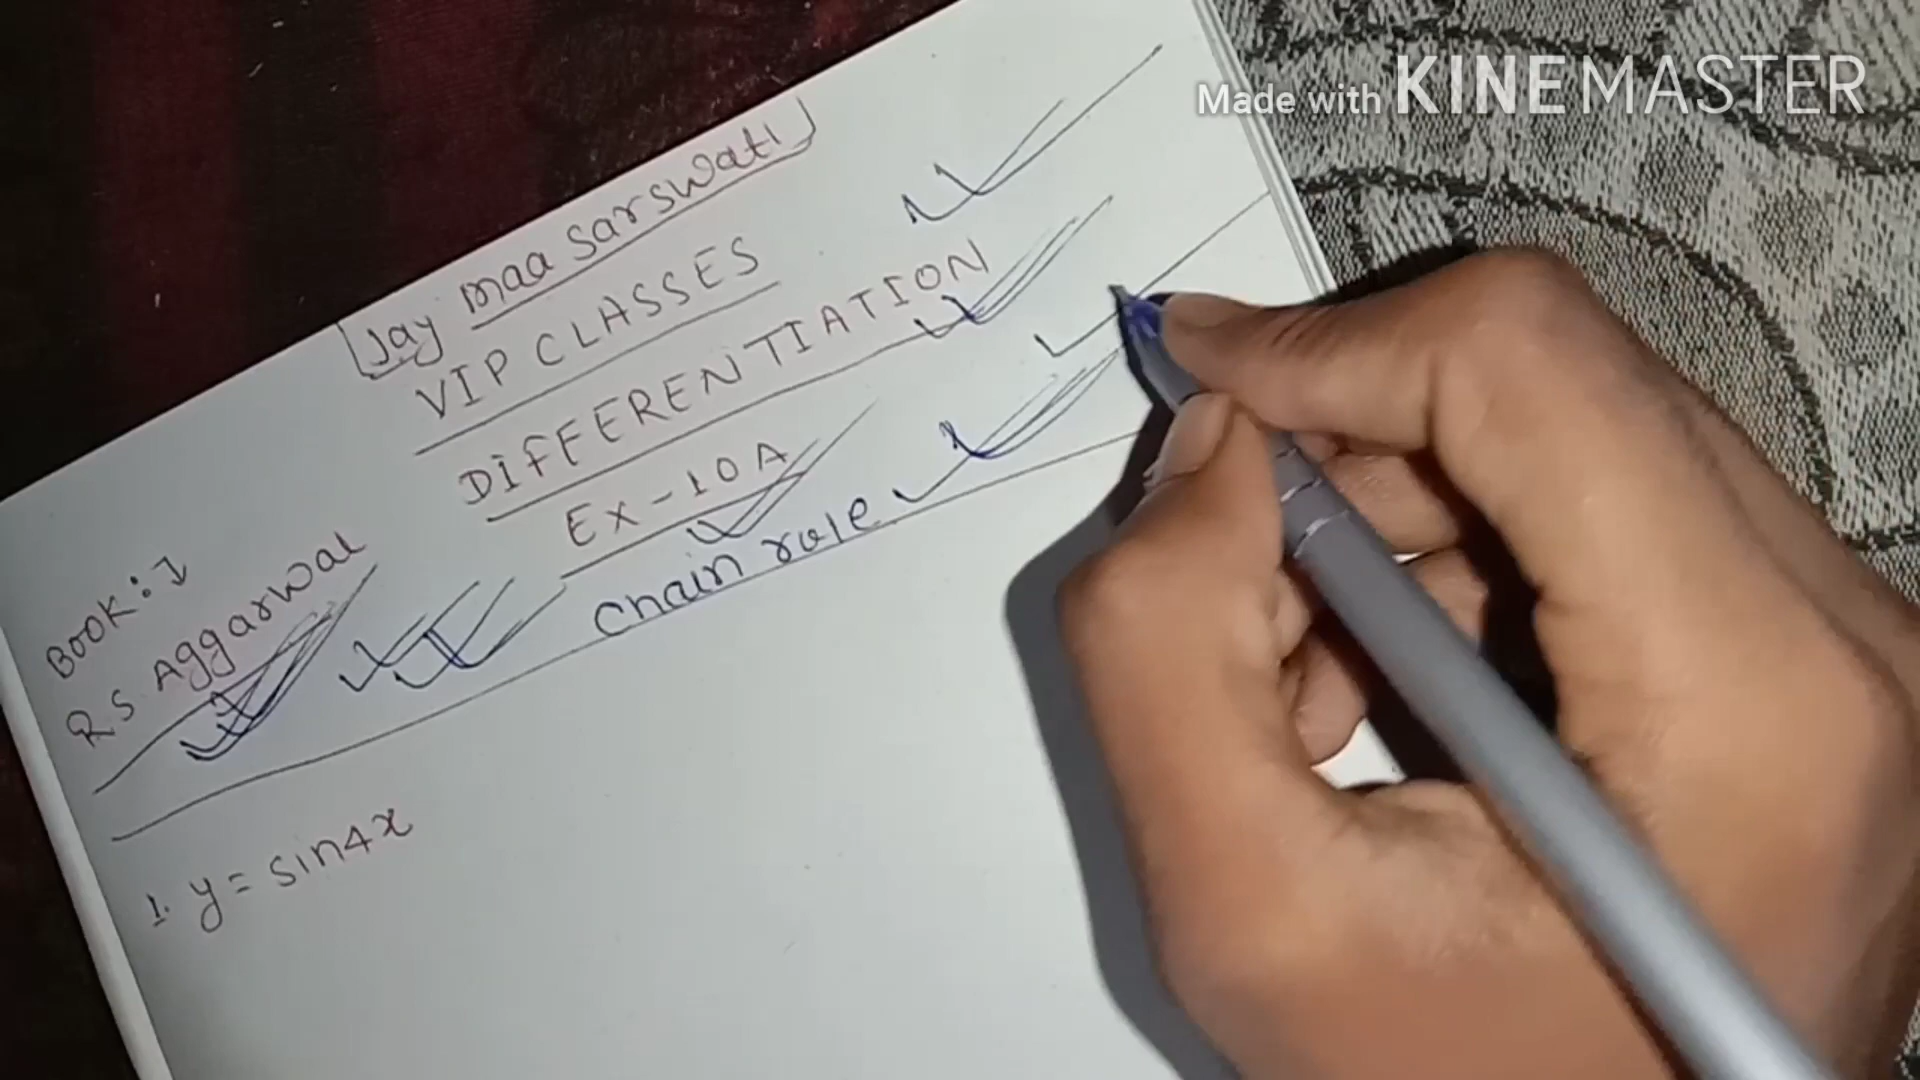 Made with KINEMASTER
Jay maa Sarswati
VIP CLASSES
DIFFERENTIATION
Ex-10A
BOOK:
R.S Aggarwal
Chain rule
1. y = sin4x